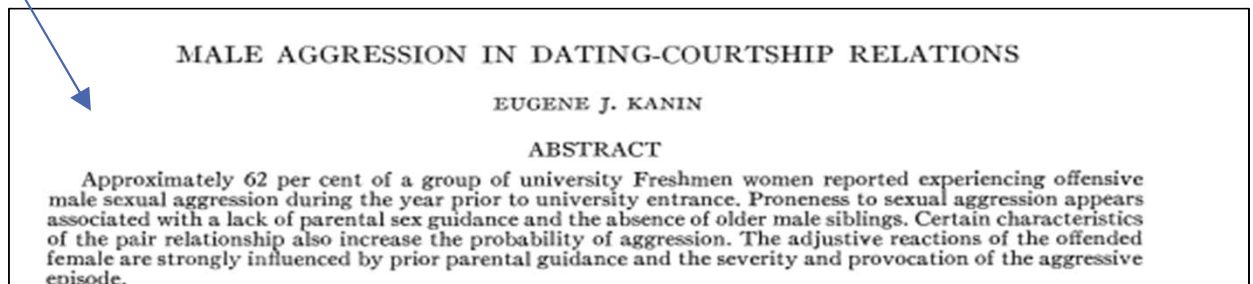 MALE AGGRESSION IN DATING-COURTSHIP RELATIONS
EUGENE J. KANIN
ABSTRACT
Approximately 62 per cent of a group of university Freshmen women reported experiencing offensive
male sexual aggression during the year prior to university entrance. Proneness to sexual aggression appears
associated with a lack of parental sex guidance and the absence of older male siblings. Certain characteristics
of the pair relationship also increase the probability of aggression. The adjustive reactions of the offended
female are strongly influenced by prior parental guidance and the severity and provocation of the aggressive
episode.